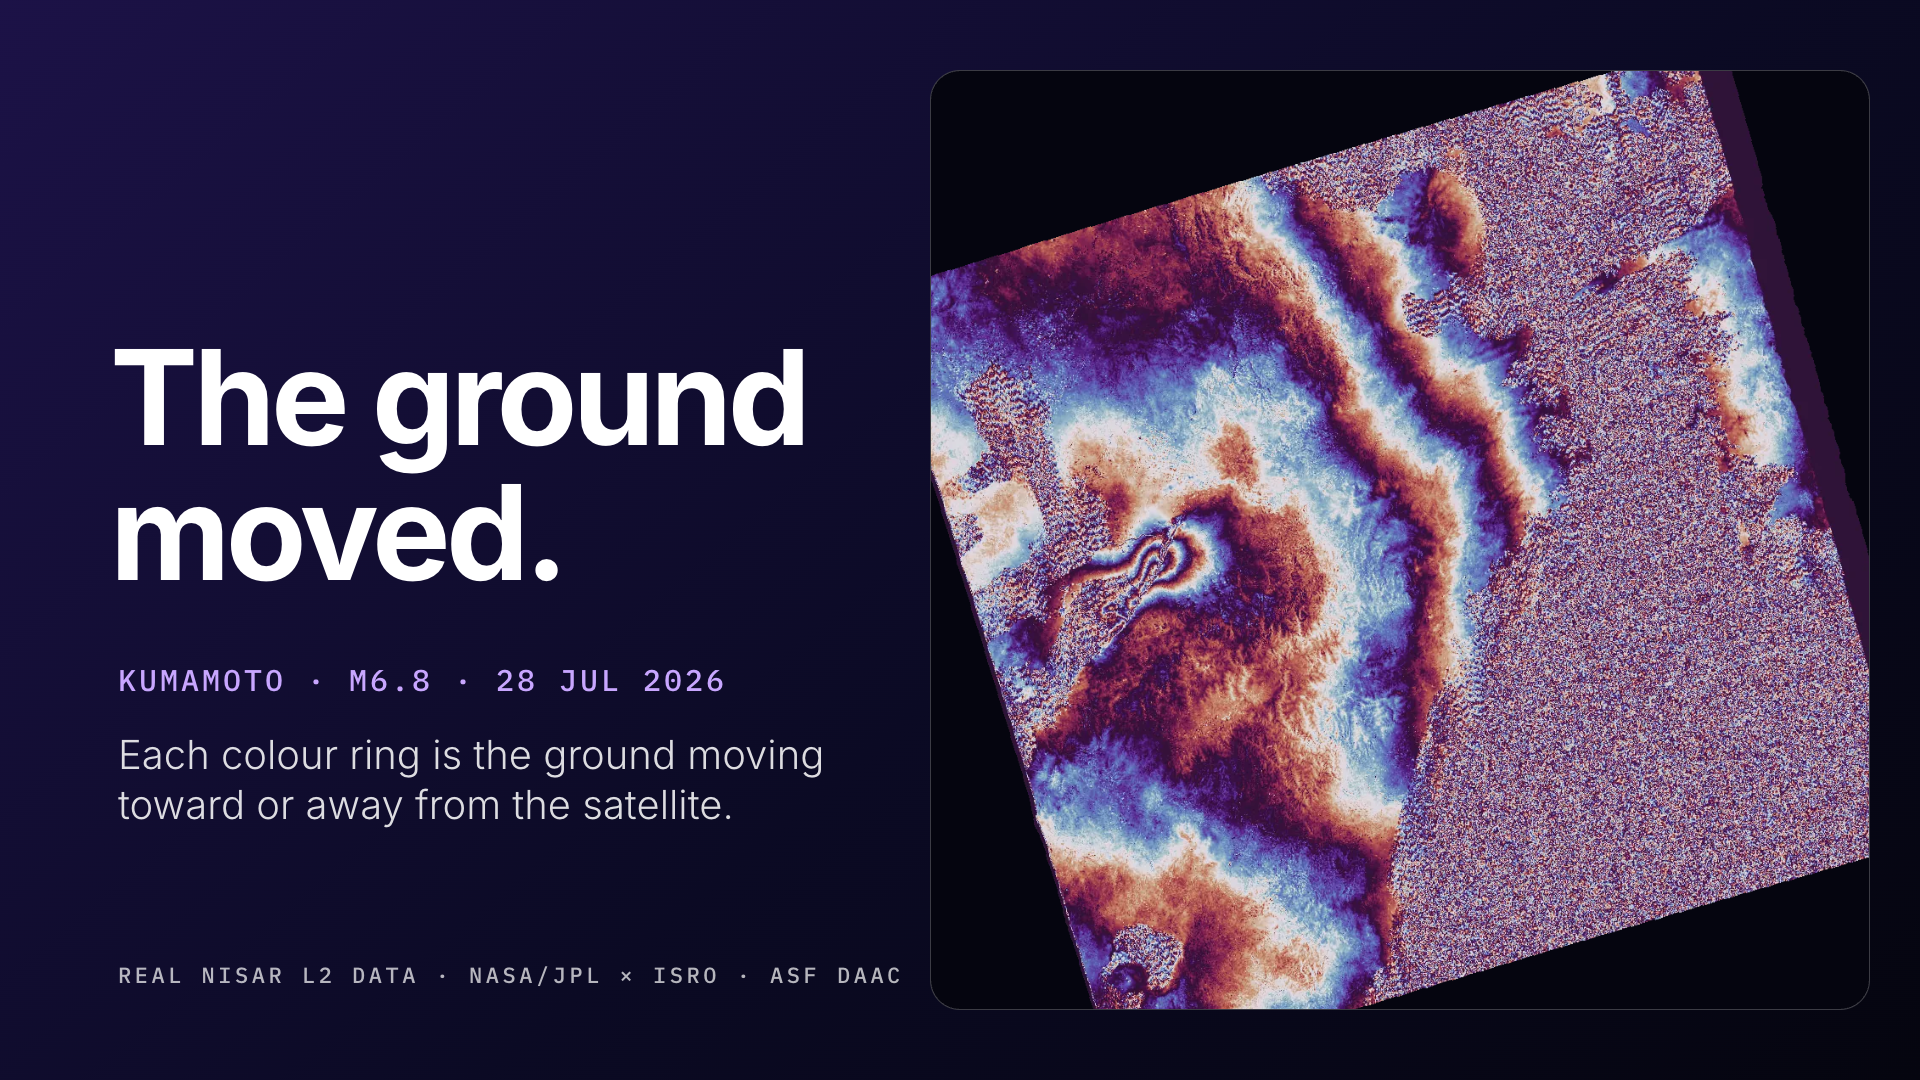 The ground
moved.
KUMAMOTO · M6.8 · 28 JUL 2026
Each colour ring is the ground moving
toward or away from the satellite.
REAL NISAR L2 DATA · NASA/JPL × ISRO · ASF DAAC